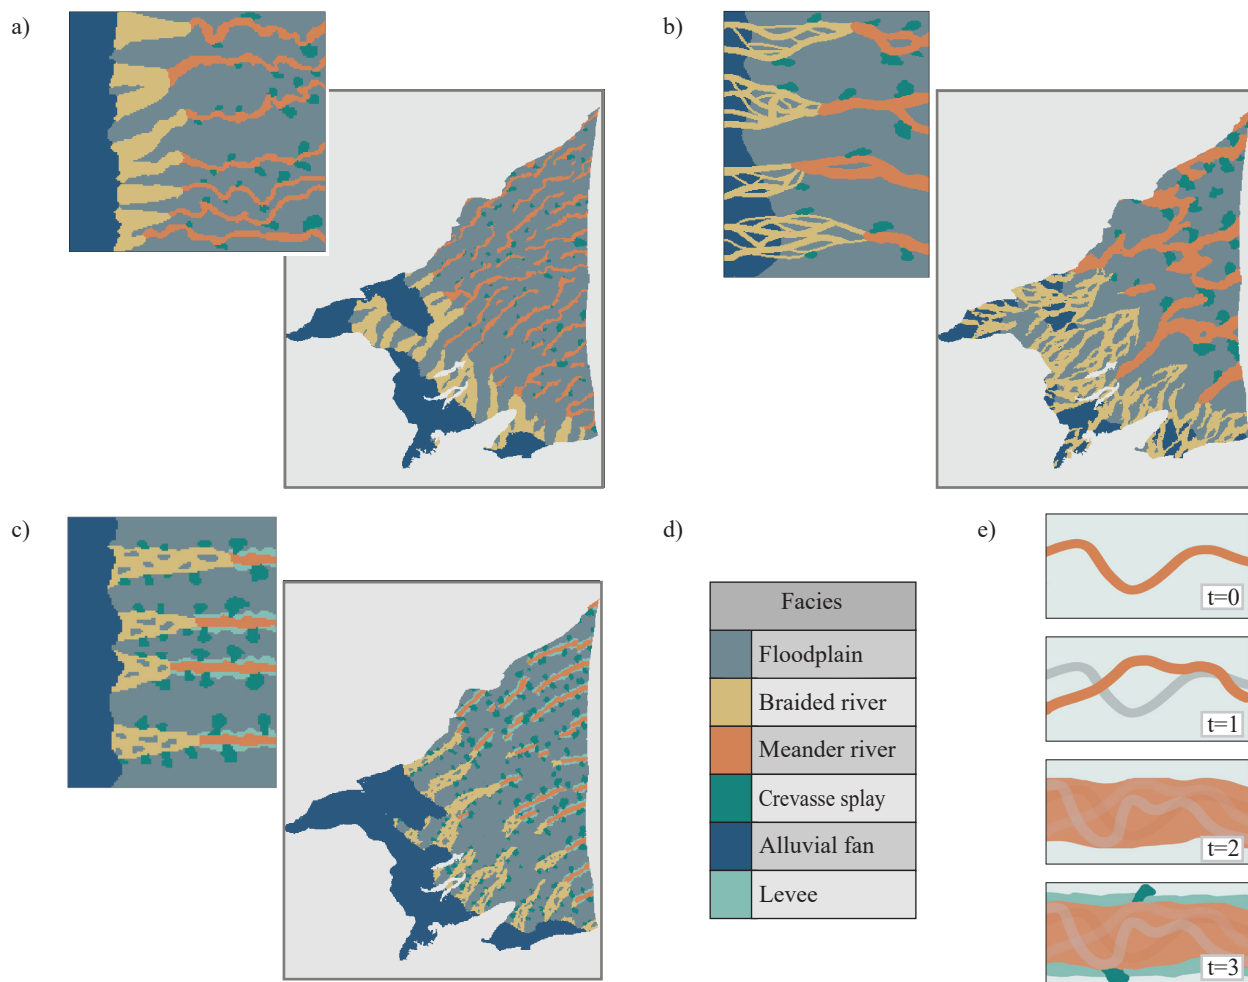 a)
b)
c)
d)
e)
Facies
Floodplain
Braided river
Meander river
Crevasse splay
Alluvial fan
Levee
t=0
t=1
t=2
t=3